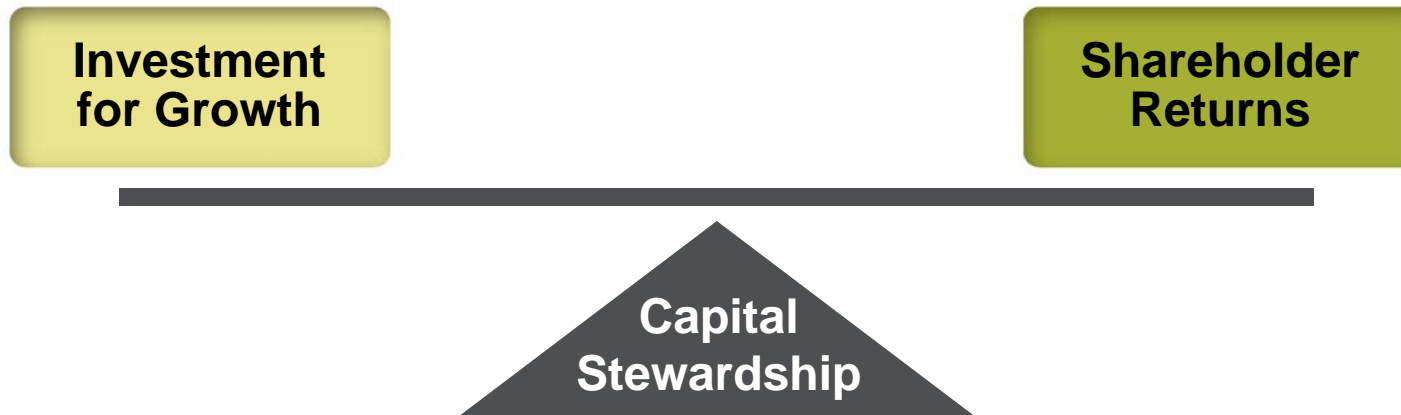 Investment
for Growth
Shareholder
Returns
Capital
Stewardship